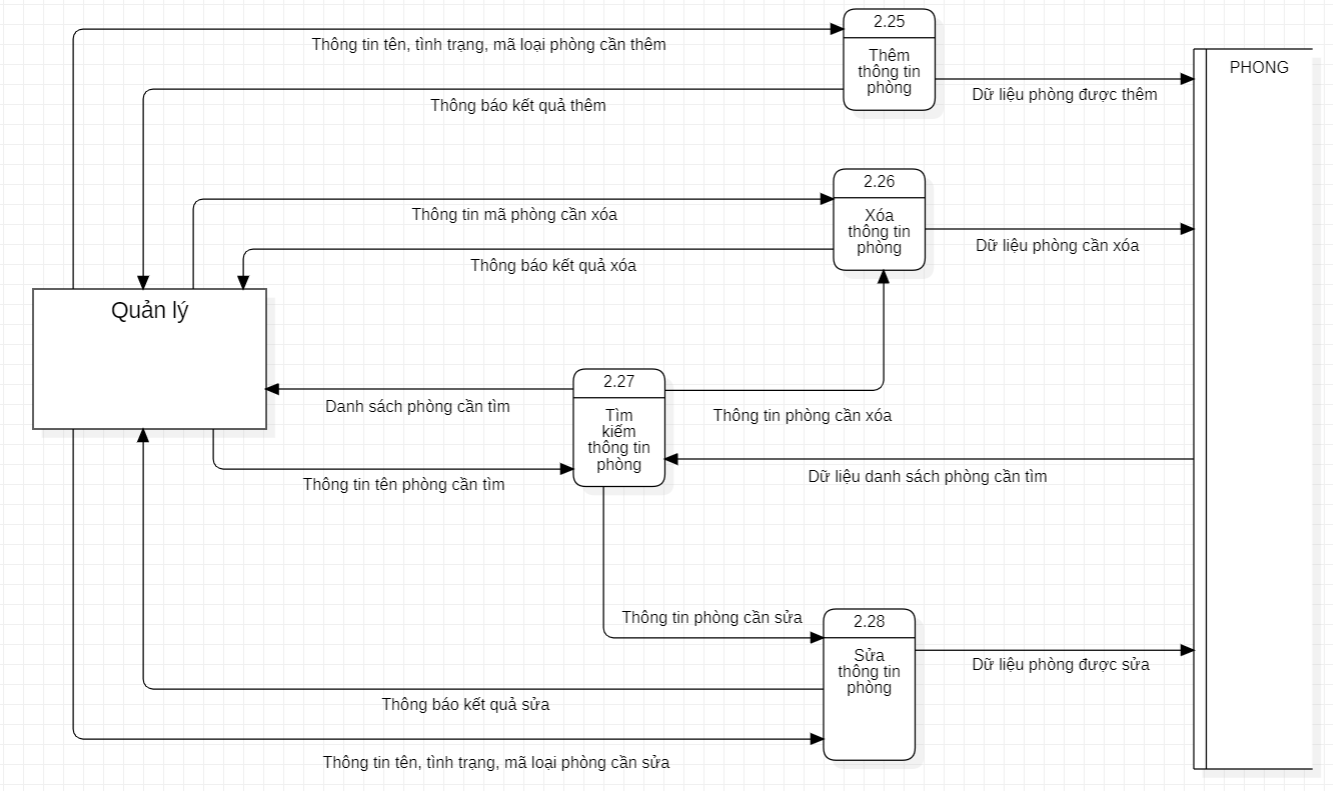 2.25
Thông tin tên, tình trạng, mã loại phòng cần thêm
Thêm
thông tin
phòng
PHONG
Dữ liệu phòng được thêm
Thông báo kết quả thêm
2.26
Thông tin mã phòng cần xóa
Xóa
thông tin
phòng
Dữ liệu phòng cần xóa
Thông báo kết quả xóa
Quản lý
2.27
Danh sách phòng cần tìm
Tìm
kiếm
thông tin
phòng
Thông tin phòng cần xóa
Thông tin tên phòng cần tìm
Dữ liệu danh sách phòng cần tìm
Thông tin phòng cần sửa
2.28
Sửa
thông tin
phòng
Dữ liệu phòng được sửa
Thông báo kết quả sửa
Thông tin tên, tình trạng, mã loại phòng cần sửa